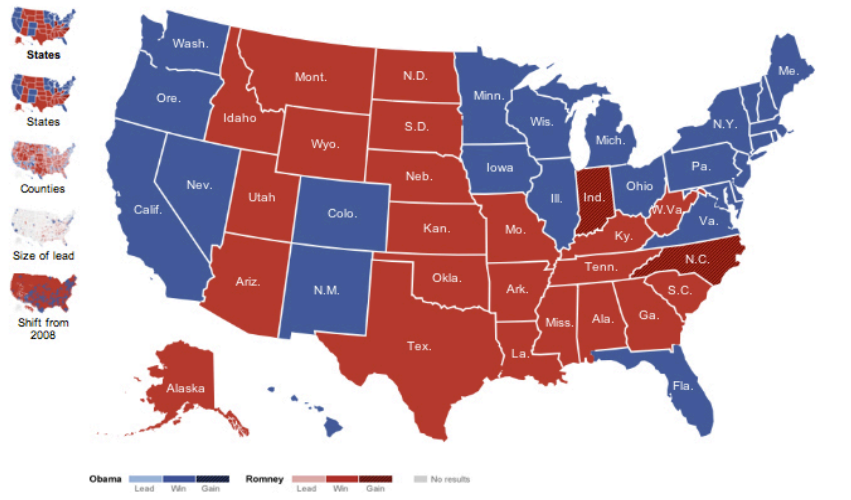 States
States
Counties
Size of lead
Shift from
2008
Wash.
Ore.
Calif.
Nev.
Idaho
Mont.
Wyo.
Utah
Ariz.
Colo.
N.M.
N.D.
S.D.
Neb.
Kan.
Okla.
Tex.
Minn.
Iowa
Mo.
Ark.
La.
Wis.
Ill.
Mich.
Ind.
Ohio
Ky.
Tenn.
Miss.
Ala.
Ga.
Fla.
S.C.
N.C.
Va.
W.Va.
Pa.
N.Y.
Me.
Alaska
Obama
Lead Win Gain
Romney
Lead Win Gain
No results